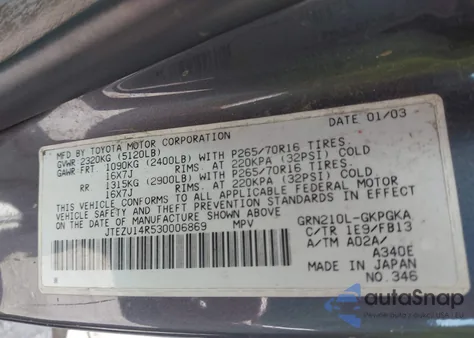 MFD BY TOYOTA MOTOR CORPORATION DATE 01/03
GVWR 2320KG (5120LB)
GAWR FRT. 1090KG (2400LB) WITH P265/70R16 TIRES.
16X7J RIMS AT 220KPA (32PSI) COLD
RR 1315KG (2900LB) WITH P265/70R16 TIRES.
16X7J RIMS AT 220KPA (32PSI) COLD
THIS VEHICLE CONFORMS TO ALL APPLICABLE FEDERAL MOTOR
VEHICLE SAFETY AND THEFT PREVENTION STANDARDS IN EFFECT
ON THE DATE OF MANUFACTURE SHOWN ABOVE.
JTEZU14R530006869 MPV
GRN210L-GKPGKA
C/TR 1E9/FB13
A/TM A02A/
A340E
MADE IN JAPAN
NO.346
autoSnap